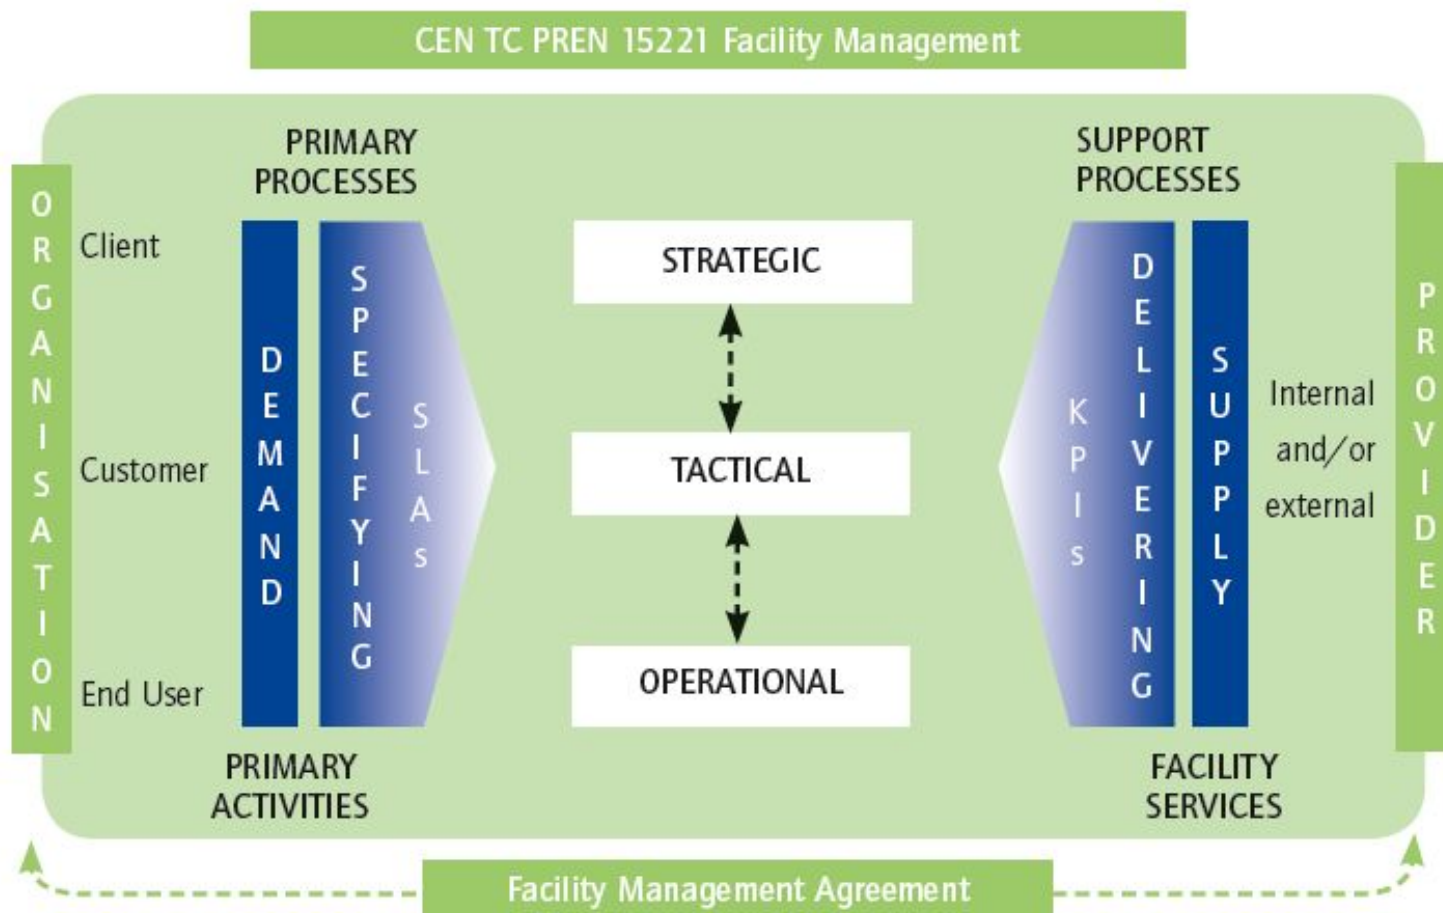 CEN TC PREN 15221 Facility Management
PRIMARY
PROCESSES
SUPPORT
PROCESSES
ORGANISATION
Client
Customer
End User
DEMAND
SPECIFYING
SLAs
STRATEGIC
TACTICAL
OPERATIONAL
KPIs
DELIVERING
SUPPLY
Internal
and/or
external
PROVIDER
PRIMARY
ACTIVITIES
FACILITY
SERVICES
Facility Management Agreement